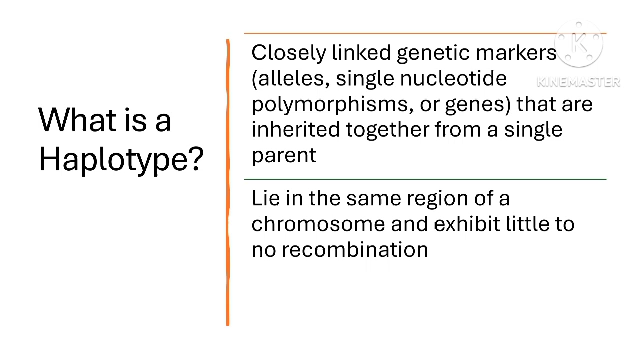 What is a
Haplotype?
Closely linked genetic markers
(alleles, single nucleotide
polymorphisms, or genes) that are
inherited together from a single
parent
Lie in the same region of a
chromosome and exhibit little to
no recombination
K
KINEMASTER